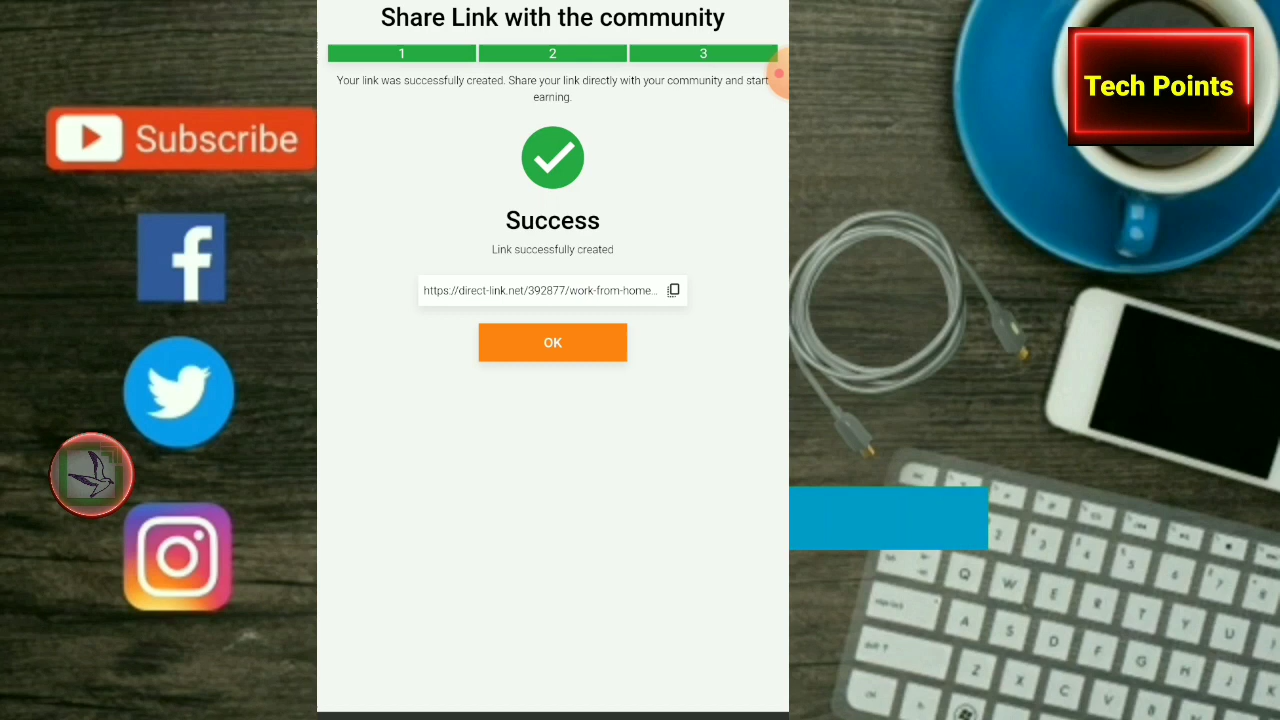 Share Link with the community
1 2 3
Your link was successfully created. Share your link directly with your community and start
earning.
Success
Link successfully created
https://direct-link.net/392877/work-from-home...
OK
Subscribe
Tech Points
Q W E R T Y U
A S D F G H J K
Z X C V B N